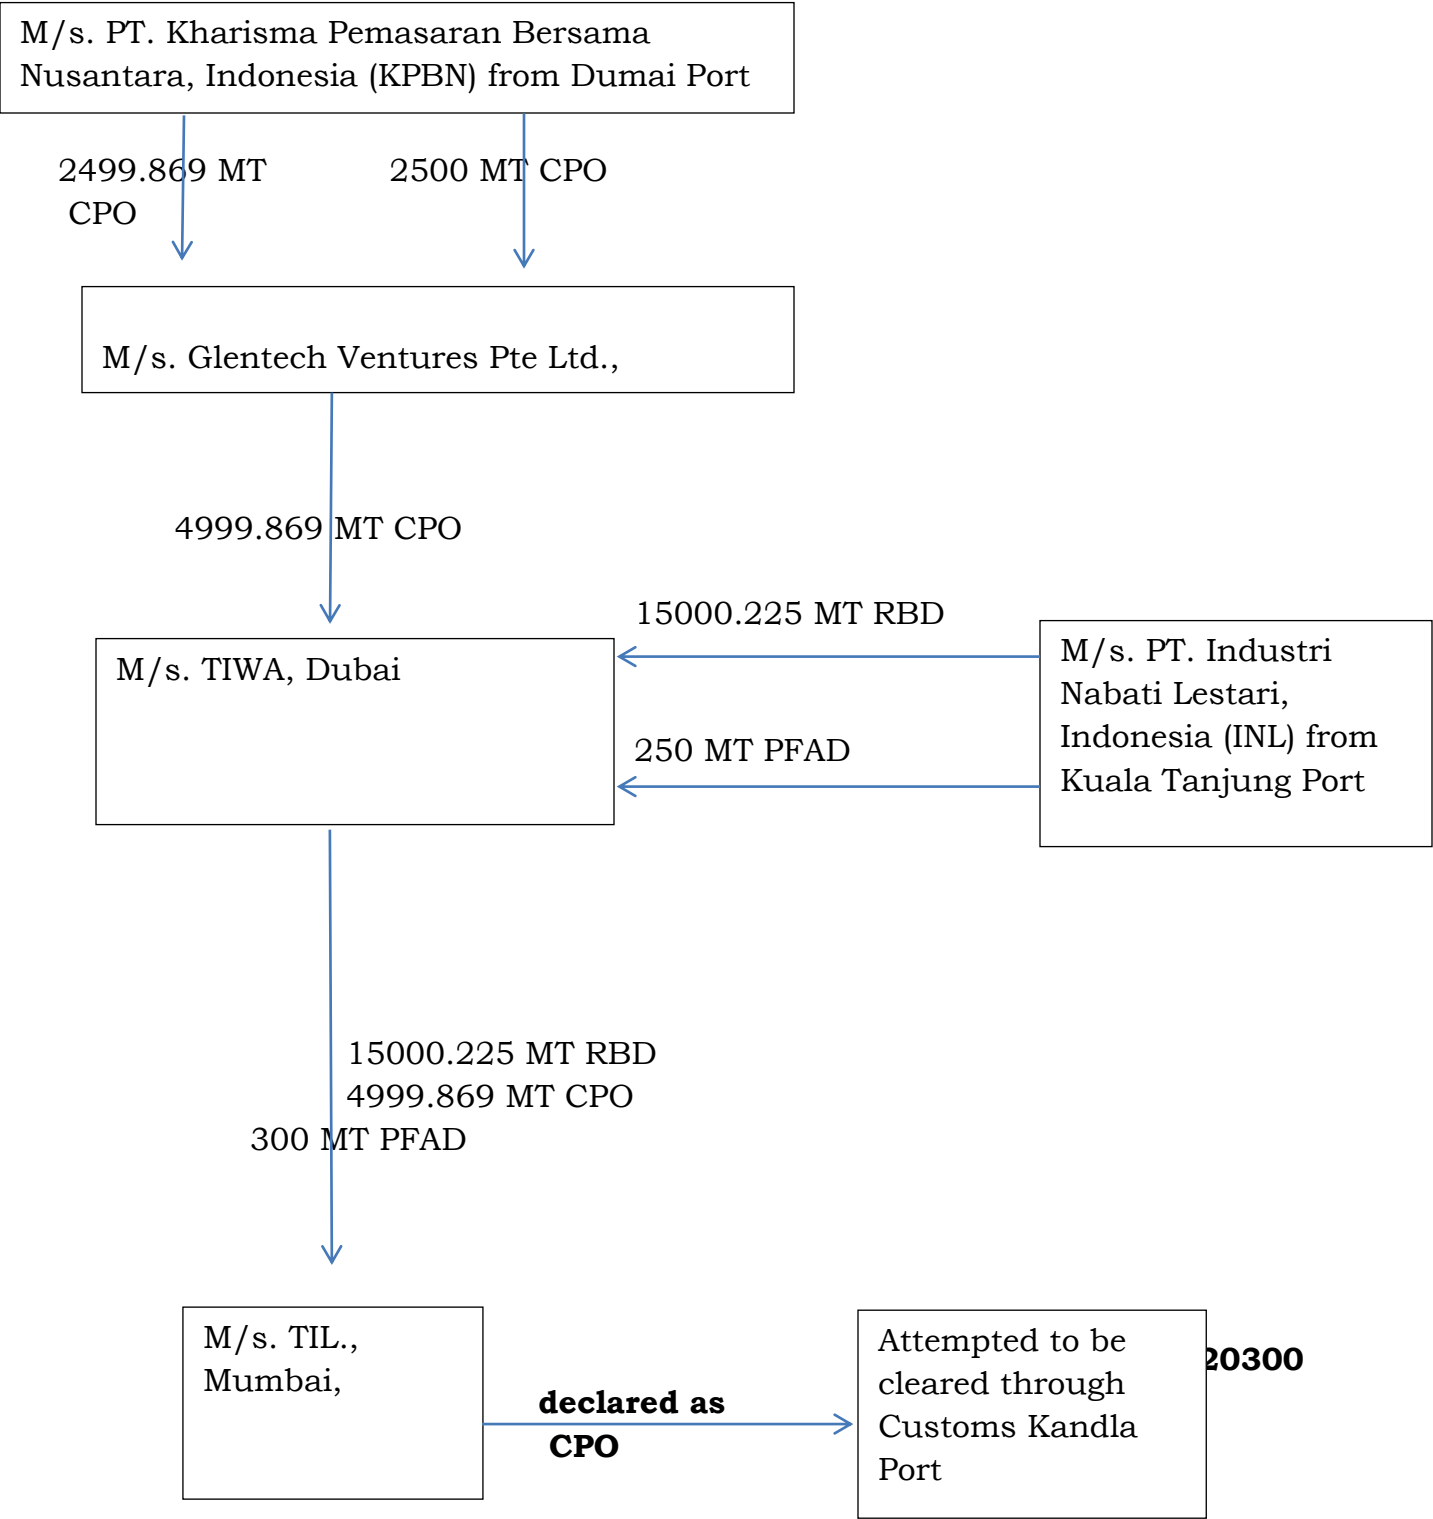 M/s. PT. Kharisma Pemasaran Bersama
Nusantara, Indonesia (KPBN) from Dumai Port
2499.869 MT
CPO
2500 MT CPO
M/s. Glentech Ventures Pte Ltd.,
4999.869 MT CPO
15000.225 MT RBD
M/s. TIWA, Dubai
250 MT PFAD
M/s. PT. Industri
Nabati Lestari,
Indonesia (INL) from
Kuala Tanjung Port
15000.225 MT RBD
4999.869 MT CPO
300 MT PFAD
M/s. TIL.,
Mumbai,
declared as
CPO
Attempted to be
cleared through
Customs Kandla
Port
20300